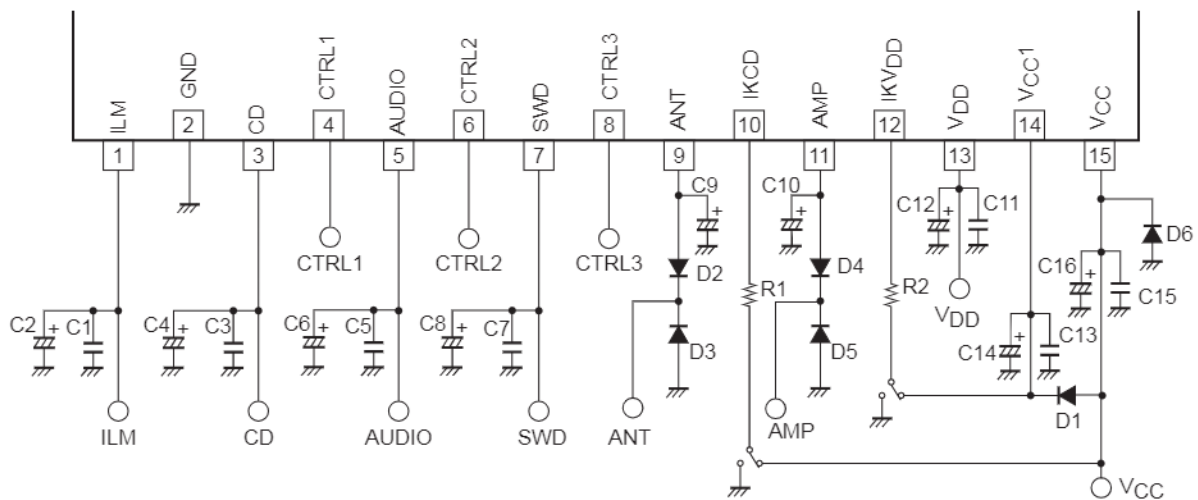 ILM
GND
CD
CTRL1
AUDIO
CTRL2
SWD
CTRL3
ANT
IKCD
AMP
IKVDD
VDD
VCC1
VCC
1
2
3
4
5
6
7
8
9
10
11
12
13
14
15
C9
C10
C12
C11
D6
CTRL1
CTRL2
CTRL3
D2
D4
C16
C15
R1
R2
VDD
C2
C1
C4
C3
C6
C5
C8
C7
D3
D5
C14
C13
+
+
+
+
+
+
+
+
+
D1
ILM
CD
AUDIO
SWD
ANT
AMP
VCC